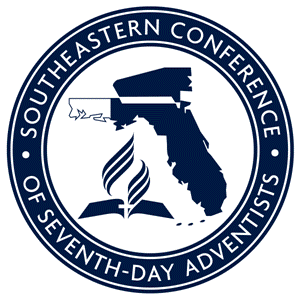 SOUTHEASTERN CONFERENCE
OF SEVENTH-DAY ADVENTISTS